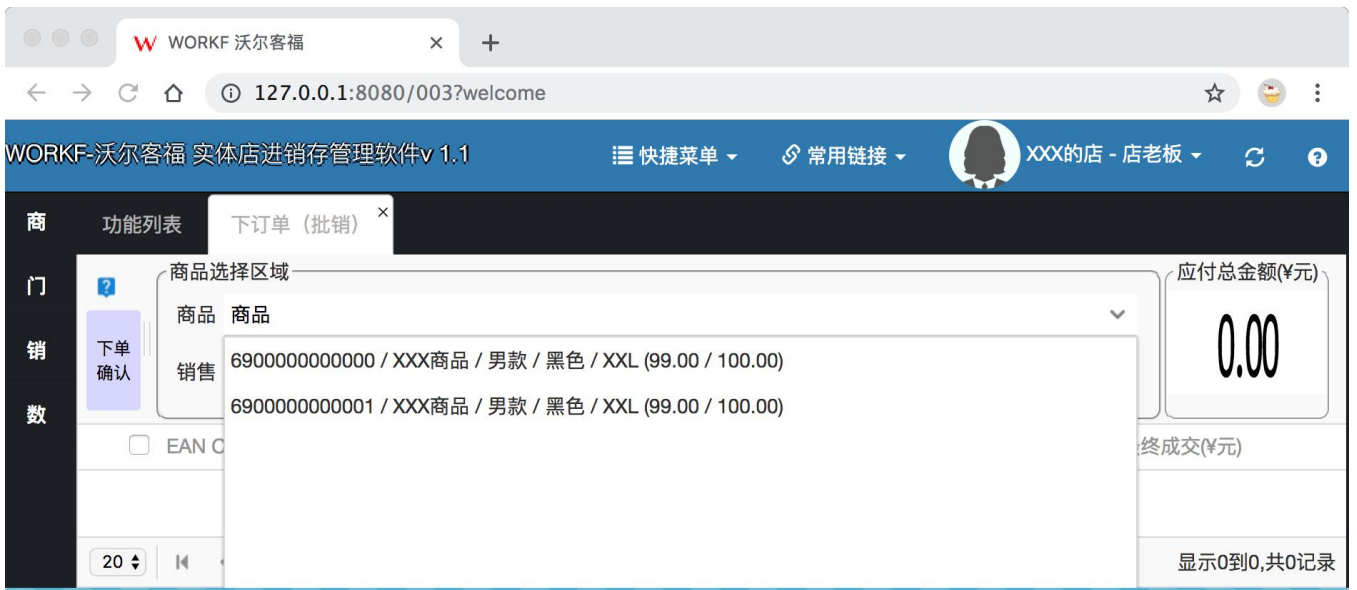 WORKF 沃尔客福
127.0.0.1:8080/003?welcome
WORKF-沃尔客福 实体店进销存管理软件v 1.1
快捷菜单
常用链接
XXX的店 - 店老板
商
功能列表
下订单（批销）
门
商品选择区域
应付总金额(¥元)
商品
商品
0.00
销
下单
确认
销售
6900000000000 / XXX商品 / 男款 / 黑色 / XXL (99.00 / 100.00)
数
6900000000001 / XXX商品 / 男款 / 黑色 / XXL (99.00 / 100.00)
EAN C
终成交(¥元)
20
显示0到0,共0记录